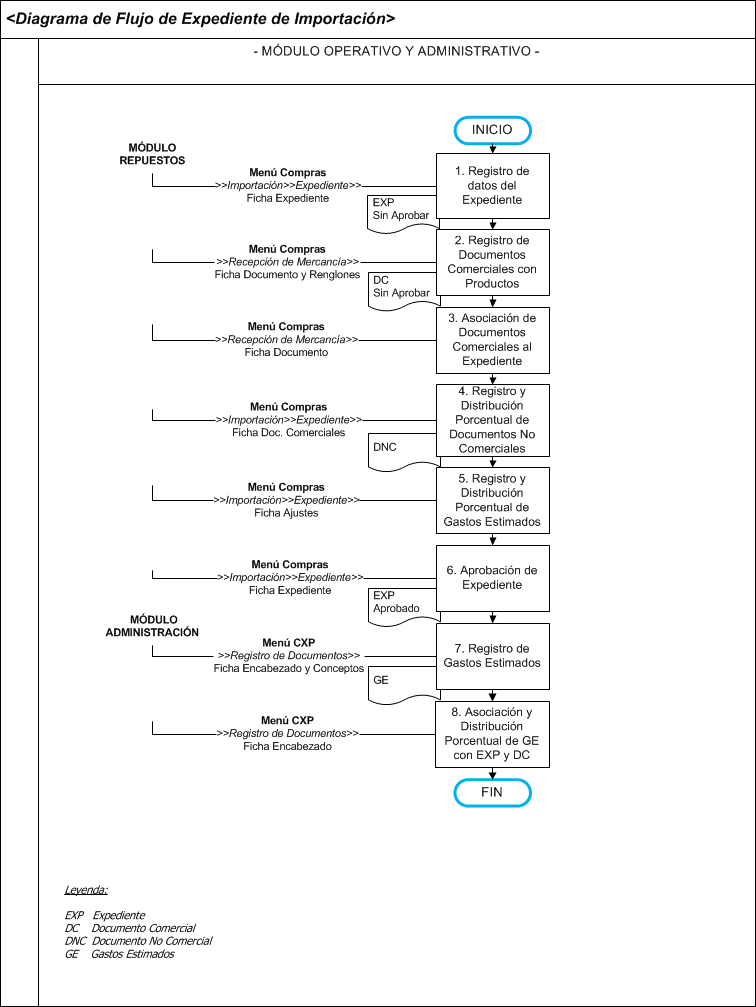 <Diagrama de Flujo de Expediente de Importación>
- MÓDULO OPERATIVO Y ADMINISTRATIVO -
INICIO
MÓDULO
REPUESTOS
Menú Compras
>>Importación>>Expediente>>
Ficha Expediente
1. Registro de
datos del
Expediente
EXP
Sin Aprobar
Menú Compras
>>Recepción de Mercancía>>
Ficha Documento y Renglones
2. Registro de
Documentos
Comerciales con
Productos
DC
Sin Aprobar
Menú Compras
>>Recepción de Mercancía>>
Ficha Documento
3. Asociación de
Documentos
Comerciales al
Expediente
Menú Compras
>>Importación>>Expediente>>
Ficha Doc. Comerciales
4. Registro y
Distribución
Porcentual de
Documentos No
Comerciales
DNC
Menú Compras
>>Importación>>Expediente>>
Ficha Ajustes
5. Registro y
Distribución
Porcentual de
Gastos Estimados
Menú Compras
>>Importación>>Expediente>>
Ficha Expediente
6. Aprobación de
Expediente
EXP
Aprobado
MÓDULO
ADMINISTRACIÓN
Menú CXP
>>Registro de Documentos>>
Ficha Encabezado y Conceptos
7. Registro de
Gastos Estimados
GE
Menú CXP
>>Registro de Documentos>>
Ficha Encabezado
8. Asociación y
Distribución
Porcentual de GE
con EXP y DC
FIN
Leyenda:
EXP Expediente
DC Documento Comercial
DNC Documento No Comercial
GE Gastos Estimados